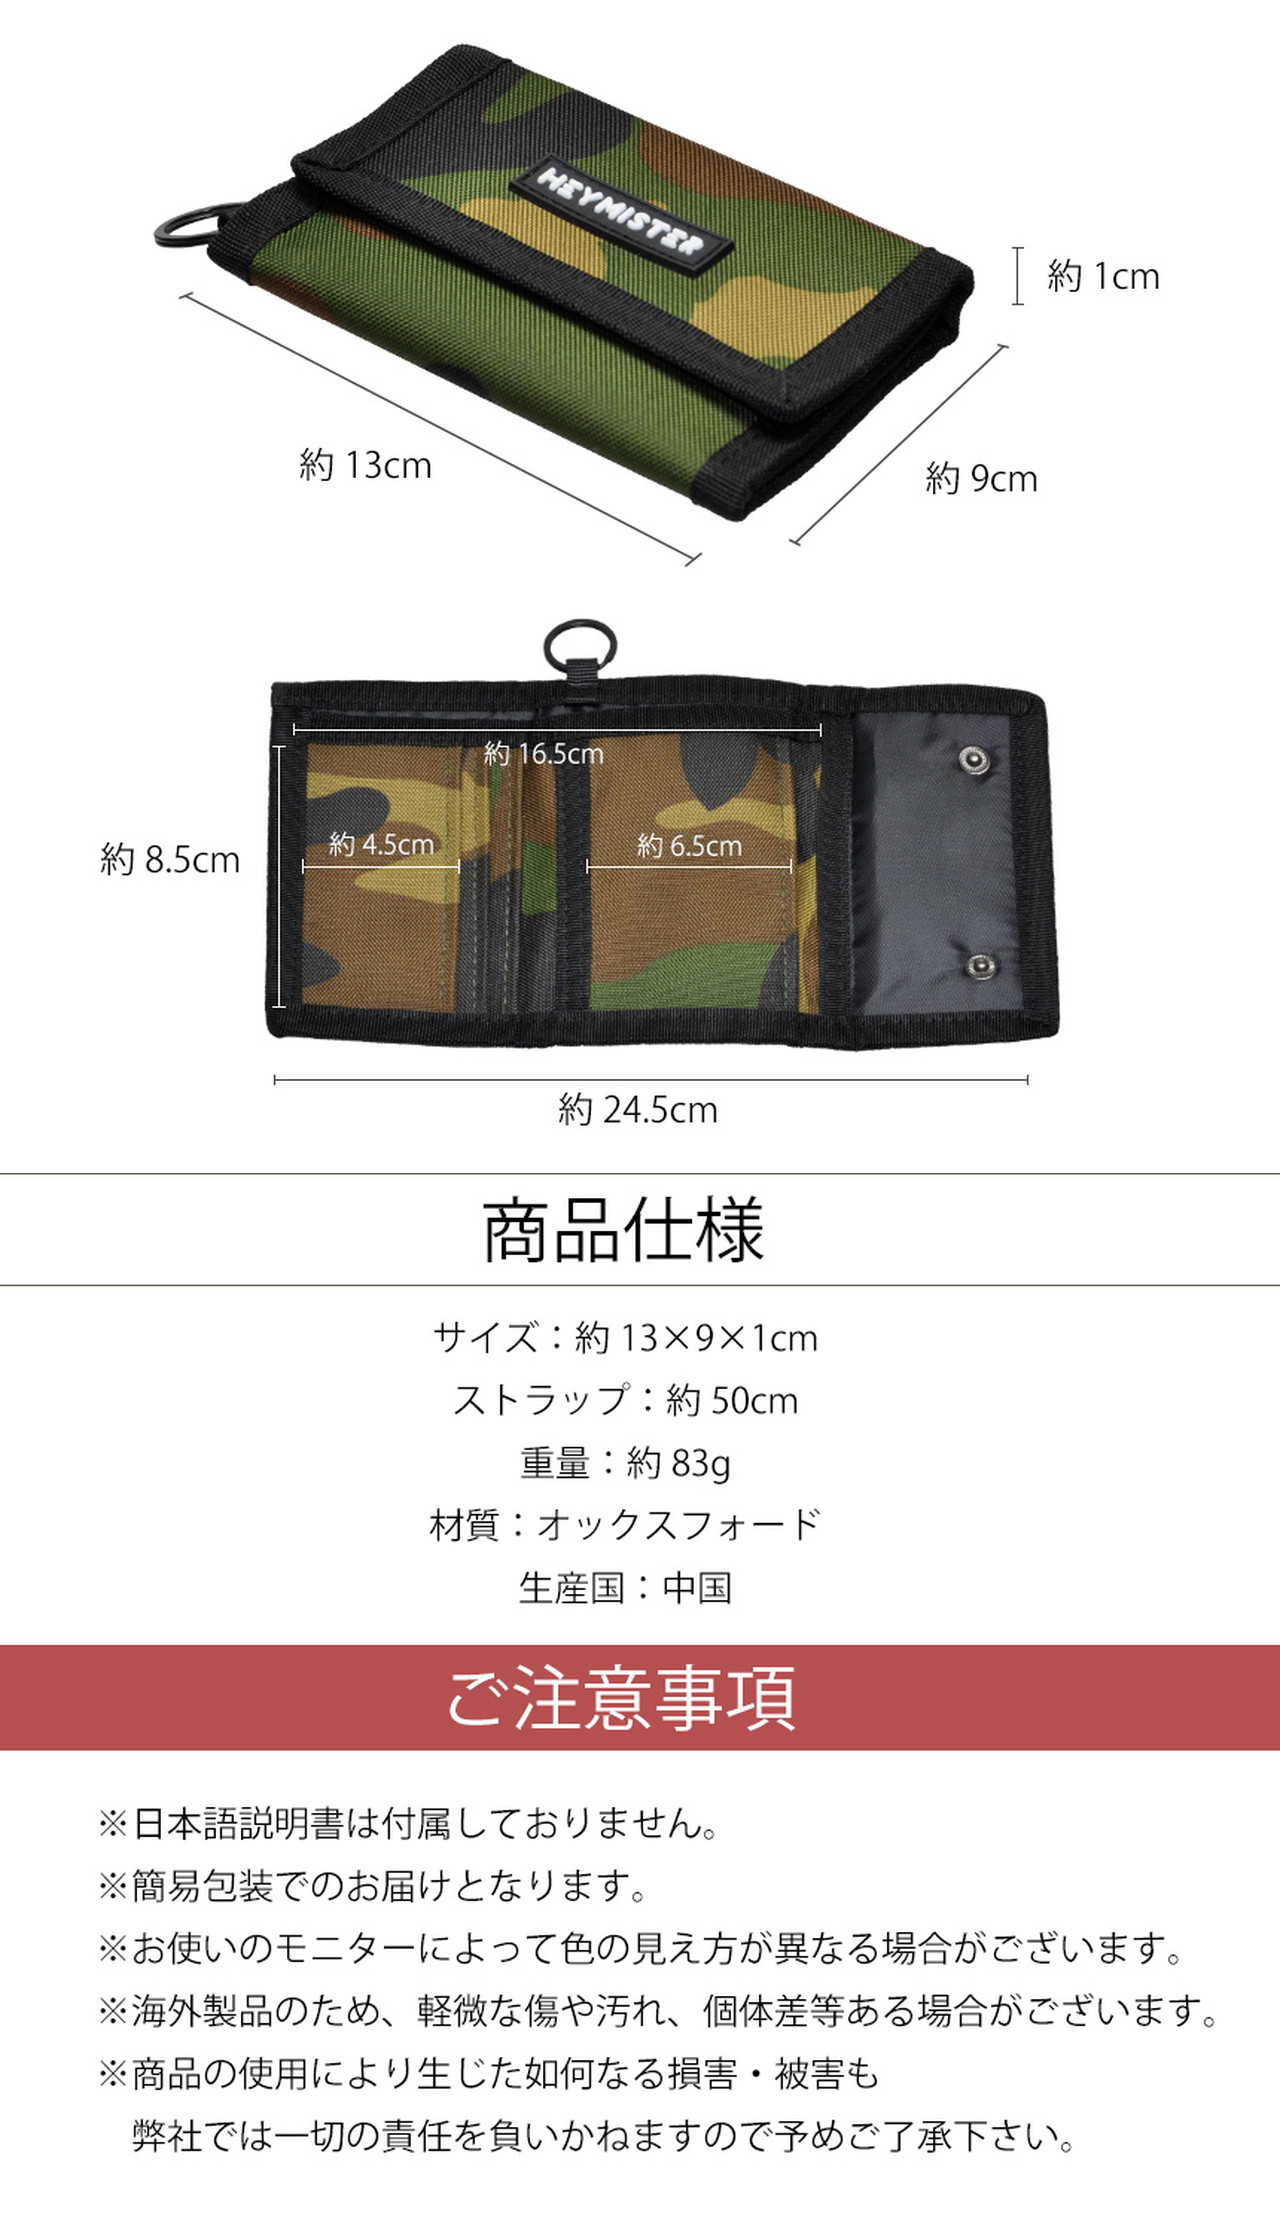 HEYMISTER
約 1cm
約 13cm
約 9cm
約 16.5cm
約 4.5cm
約 6.5cm
約 8.5cm
約 24.5cm
商品仕様
サイズ：約 13×9×1cm
ストラップ：約 50cm
重量：約 83g
材質：オックスフォード
生産国：中国
ご注意事項
※日本語説明書は付属しておりません。
※簡易包装でのお届けとなります。
※お使いのモニターによって色の見え方が異なる場合がございます。
※海外製品のため、軽微な傷や汚れ、個体差等ある場合がございます。
※商品の使用により生じた如何なる損害・被害も
弊社では一切の責任を負いかねますので予めご了承下さい。